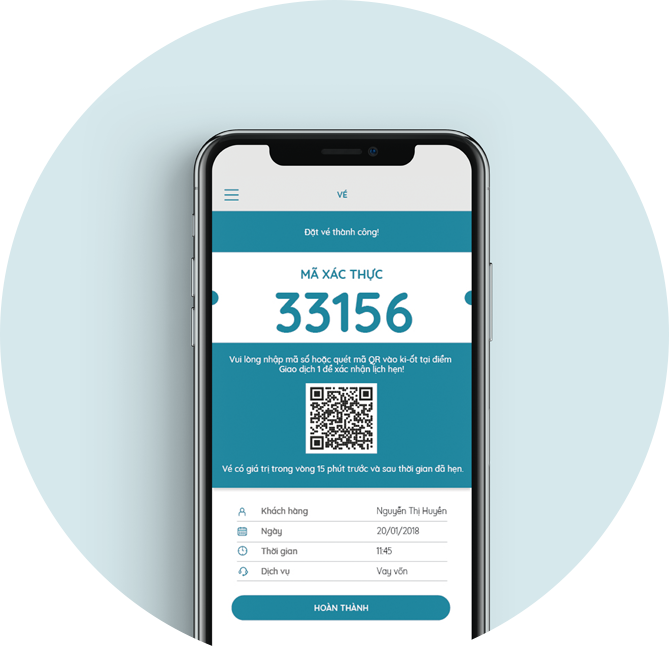 VÉ
Đặt vé thành công!
MÃ XÁC THỰC
33156
Vui lòng nhập mã số hoặc quét mã QR vào ki-ốt tại điểm
Giao dịch 1 để xác nhận lịch hẹn!
Vé có giá trị trong vòng 15 phút trước và sau thời gian đã hẹn.
Khách hàng Nguyễn Thị Huyền
Ngày 20/01/2018
Thời gian 11:45
Dịch vụ Vay vốn
HOÀN THÀNH